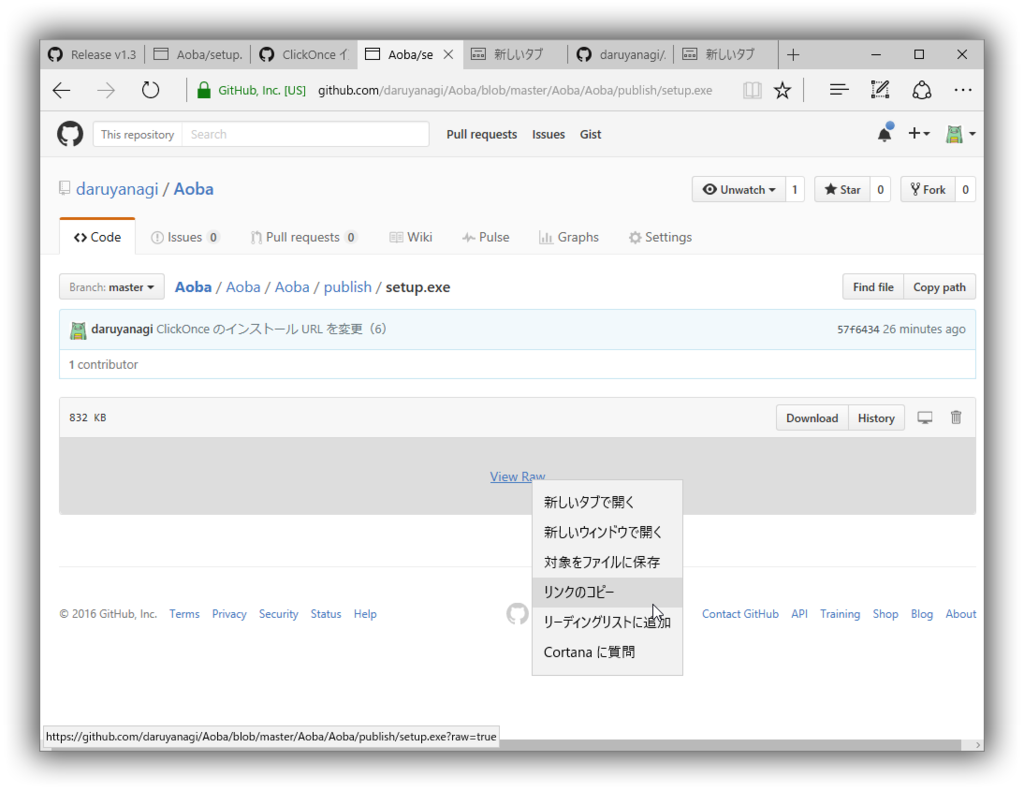 Release v1.3 Aoba/setup. ClickOnce イ Aoba/se 新しいタブ daruyanagi/. 新しいタブ
GitHub, Inc. [US] github.com/daruyanagi/Aoba/blob/master/Aoba/Aoba/publish/setup.exe
This repository Search Pull requests Issues Gist
daruyanagi / Aoba Unwatch 1 Star 0 Fork 0
Code Issues 0 Pull requests 0 Wiki Pulse Graphs Settings
Branch: master Aoba / Aoba / Aoba / publish / setup.exe Find file Copy path
daruyanagi ClickOnce のインストール URL を変更（6） 57f6434 26 minutes ago
1 contributor
832 KB Download History
View Raw
新しいタブで開く
新しいウィンドウで開く
対象をファイルに保存
リンクのコピー
リーディングリストに追加
Cortana に質問
© 2016 GitHub, Inc. Terms Privacy Security Status Help Contact GitHub API Training Shop Blog About
https://github.com/daruyanagi/Aoba/blob/master/Aoba/Aoba/publish/setup.exe?raw=true